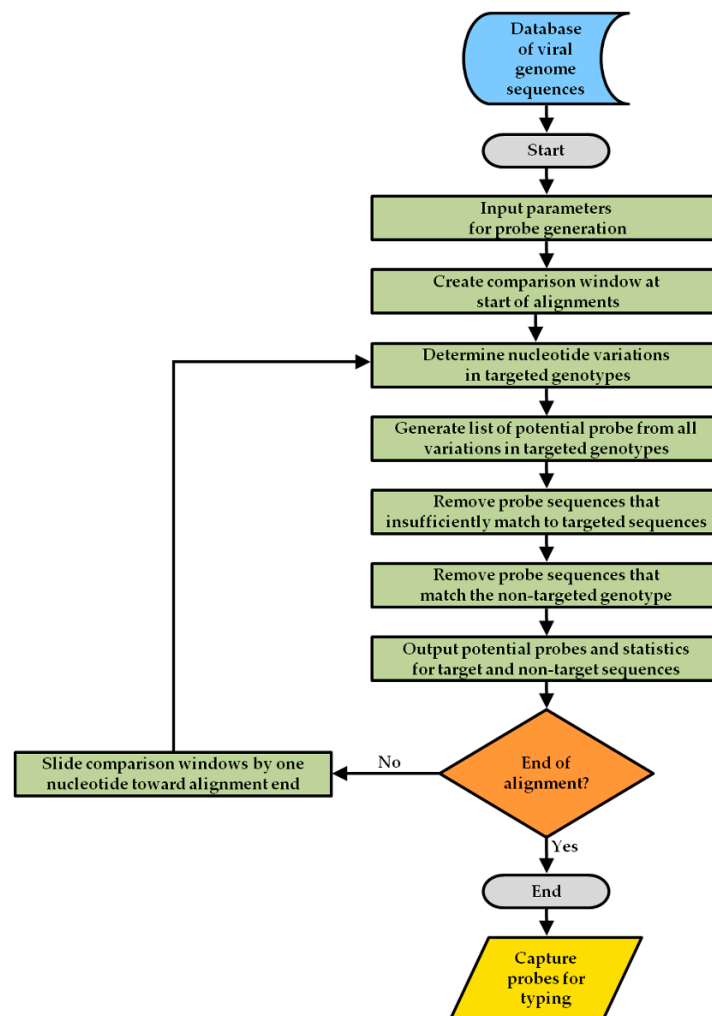 Database
of viral
genome
sequences
Start
Input parameters
for probe generation
Create comparison window at
start of alignments
Determine nucleotide variations
in targeted genotypes
Generate list of potential probe from all
variations in targeted genotypes
Remove probe sequences that
insufficiently match to targeted sequences
Remove probe sequences that
match the non-targeted genotype
Output potential probes and statistics
for target and non-target sequences
End of
alignment?
No
Slide comparison windows by one
nucleotide toward alignment end
Yes
End
Capture
probes for
typing